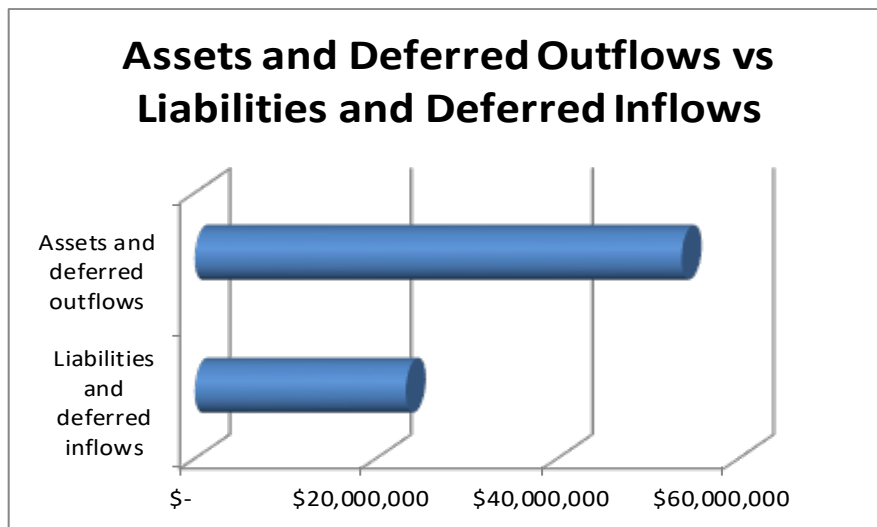 Assets and Deferred Outflows vs
Liabilities and Deferred Inflows
Assets and
deferred
outflows
Liabilities
and
deferred
inflows
$-
$20,000,000
$40,000,000
$60,000,000